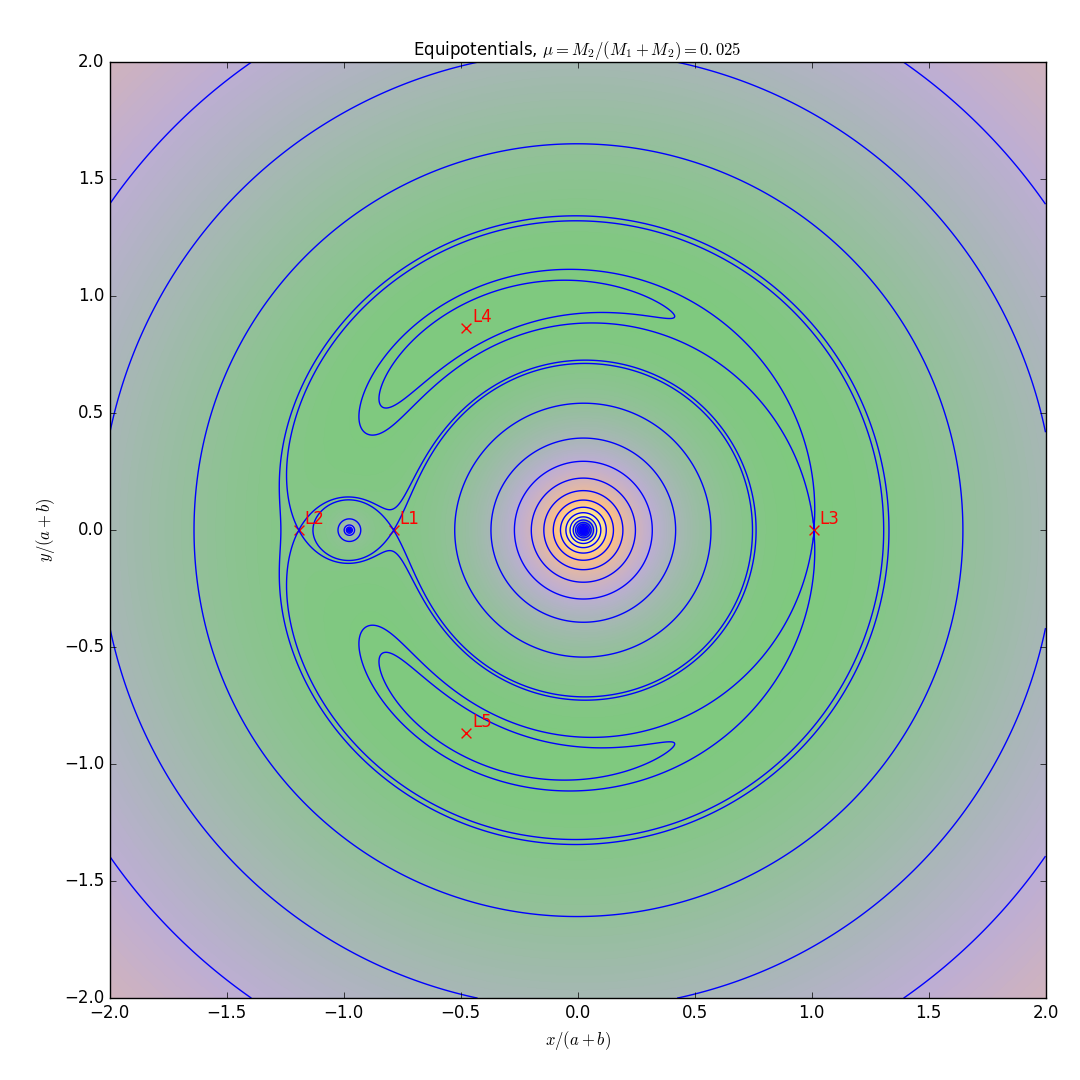 Equipotentials, μ = M₂/(M₁ + M₂) = 0.025
2.0
1.5
1.0
L4
0.5
y/(a + b)
0.0
L2 L1 L3
−0.5
L5
−1.0
−1.5
−2.0
−2.0 −1.5 −1.0 −0.5 0.0 0.5 1.0 1.5 2.0
x/(a + b)